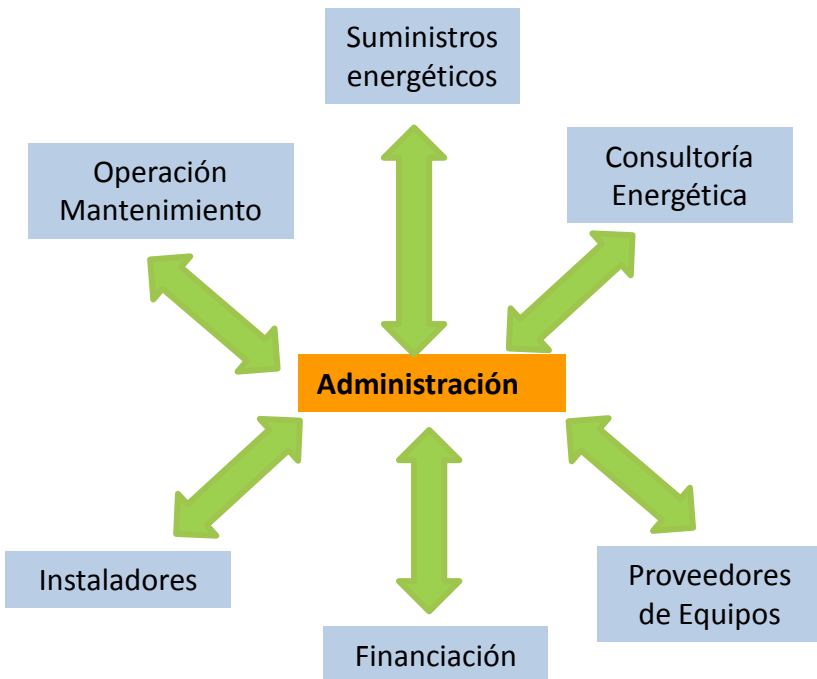 Suministros
energéticos
Operación
Mantenimiento
Consultoría
Energética
Administración
Instaladores
Proveedores
de Equipos
Financiación